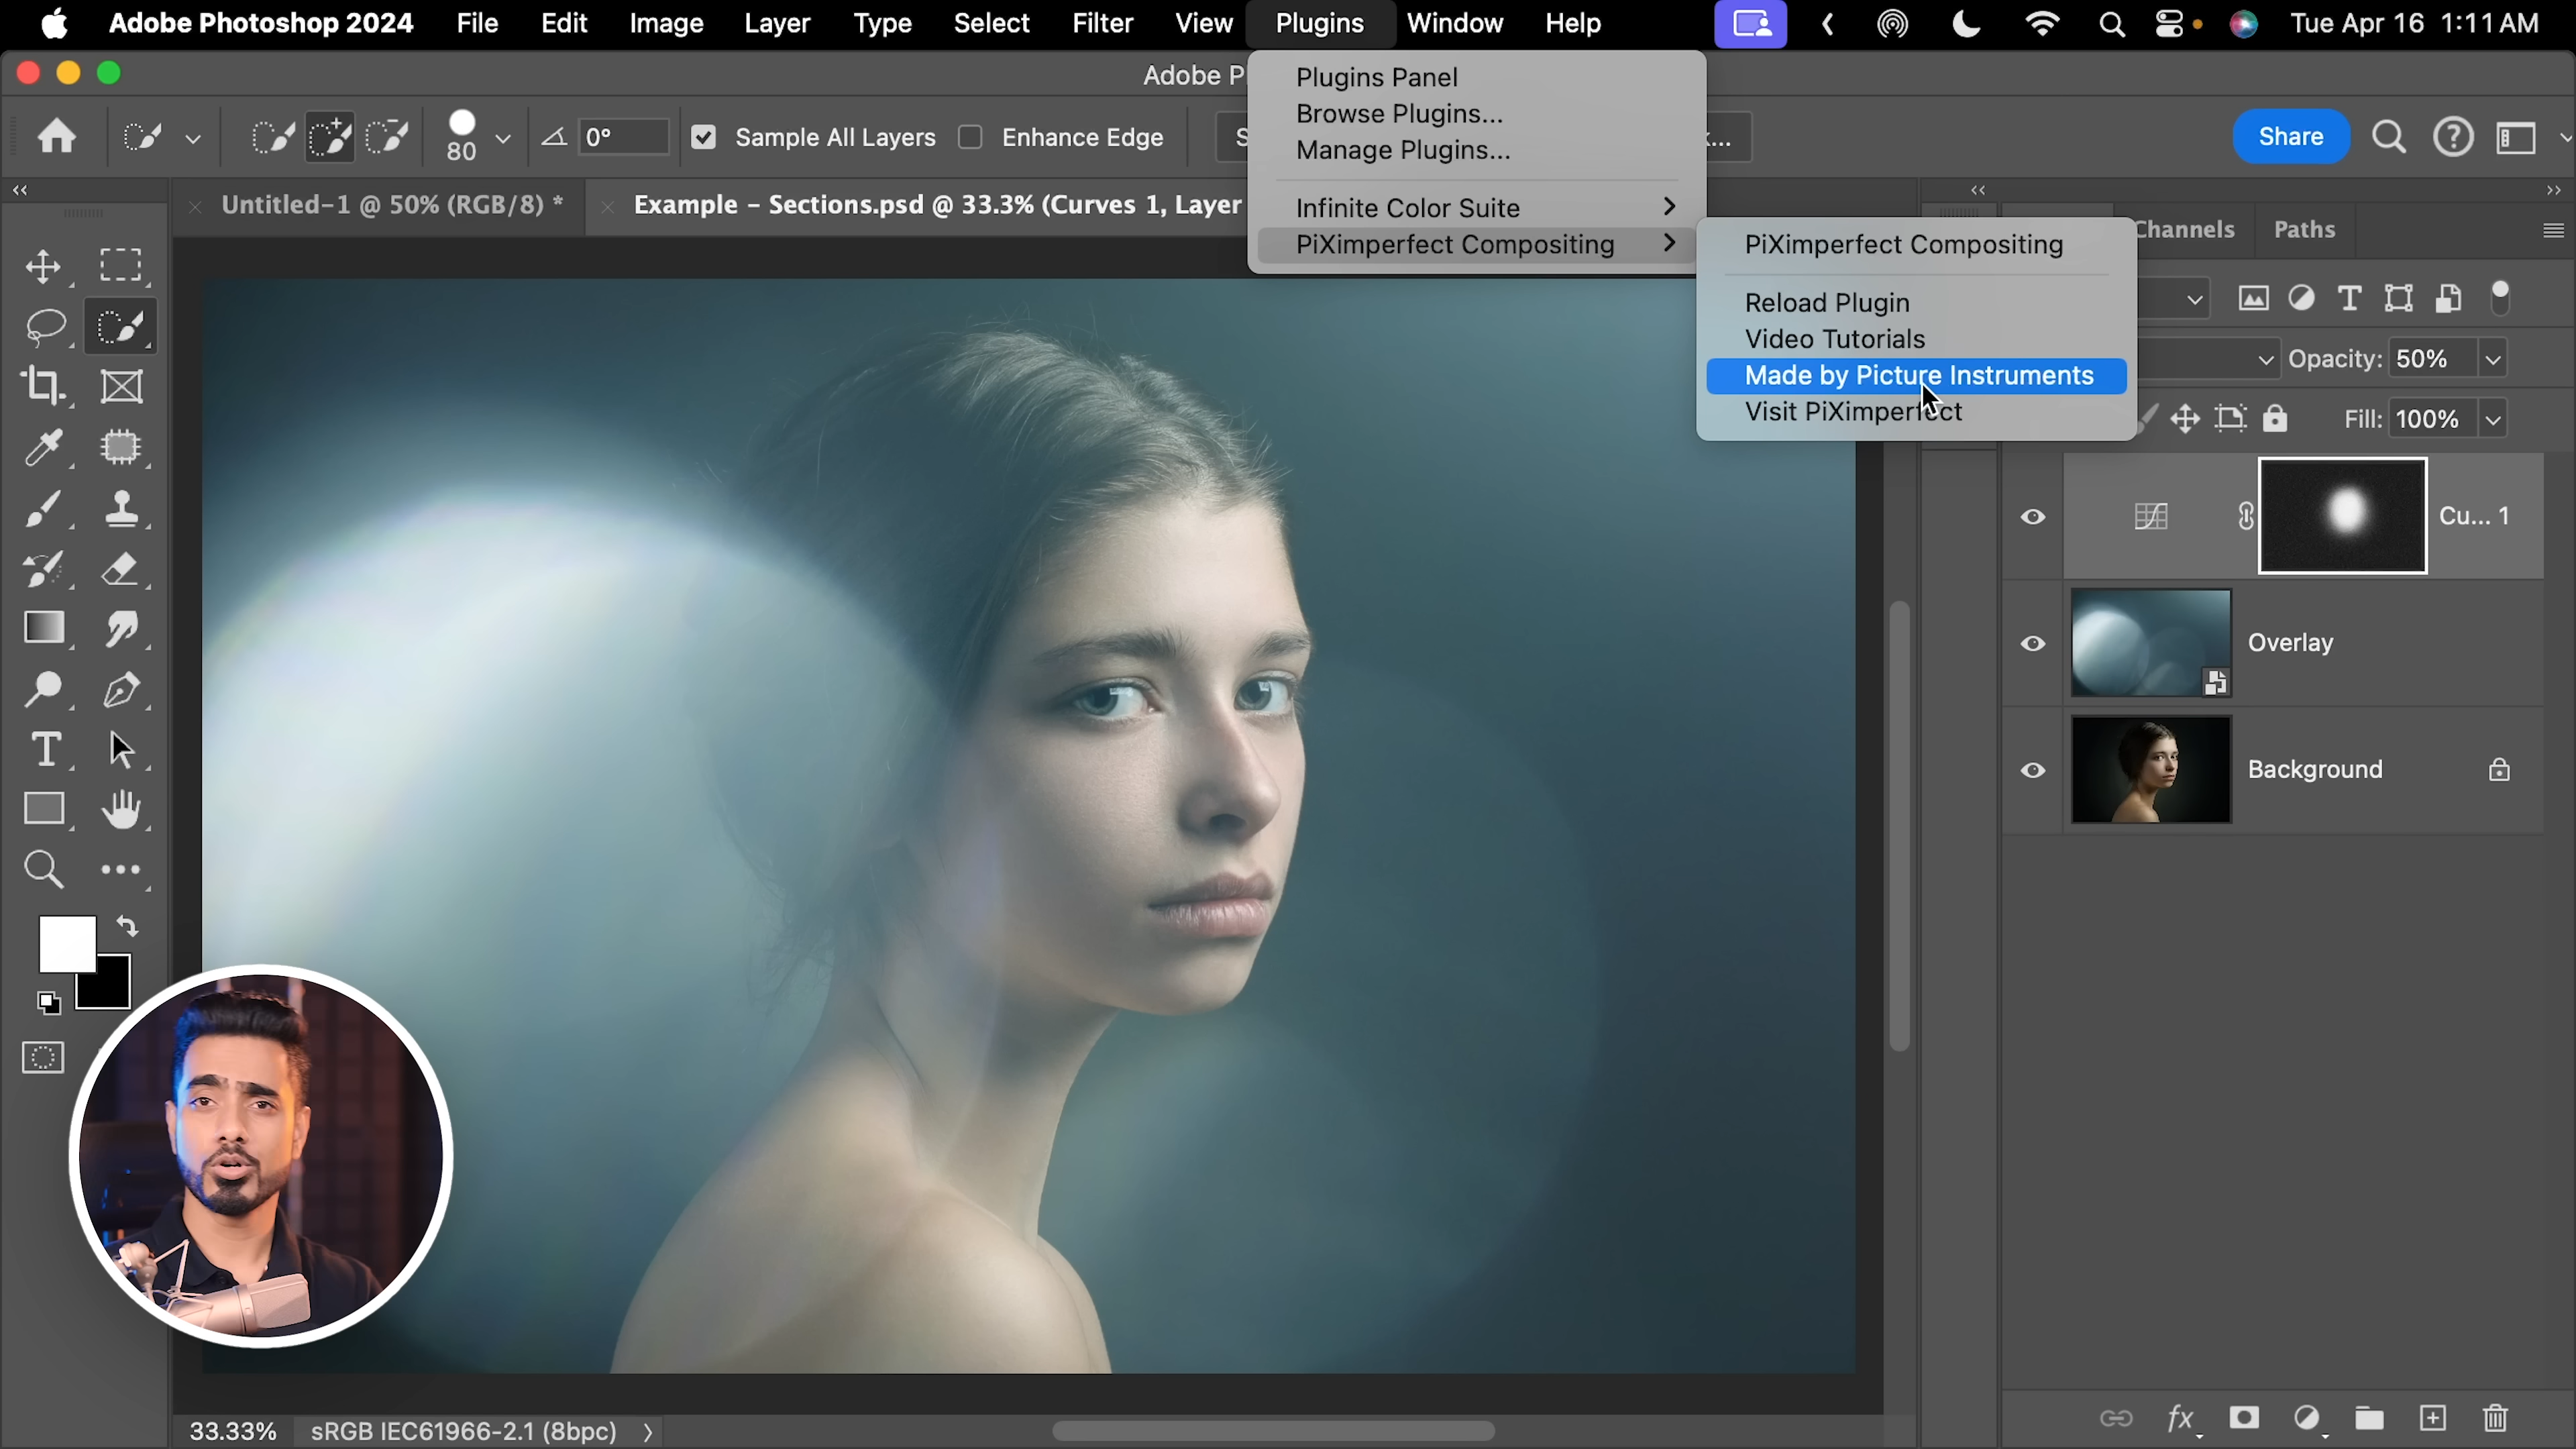 Adobe Photoshop 2024 File Edit Image Layer Type Select Filter View Plugins Window Help Tue Apr 16 1:11 AM
Adobe P
Plugins Panel
Browse Plugins...
Manage Plugins...
Infinite Color Suite
PiXimperfect Compositing
PiXimperfect Compositing
Reload Plugin
Video Tutorials
Made by Picture Instruments
Visit PiXimperfect
80 0° Sample All Layers Enhance Edge S k... Share
Untitled-1 @ 50% (RGB/8) * Example - Sections.psd @ 33.3% (Curves 1, Layer
Channels Paths
Opacity: 50%
Fill: 100%
Cu... 1
Overlay
Background
33.33% sRGB IEC61966-2.1 (8bpc)
fx